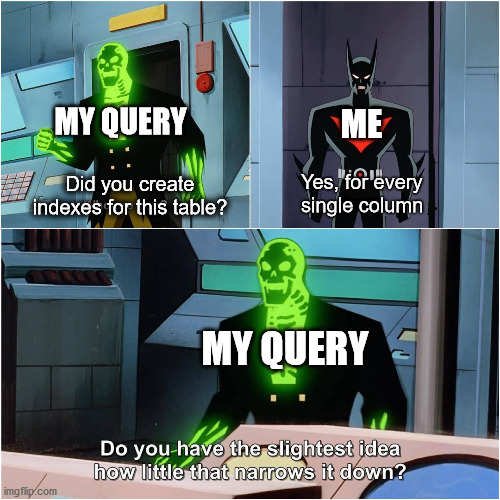 MY QUERY
Did you create
indexes for this table?
ME
Yes, for every
single column
MY QUERY
Do you have the slightest idea
how little that narrows it down?
imgflip.com